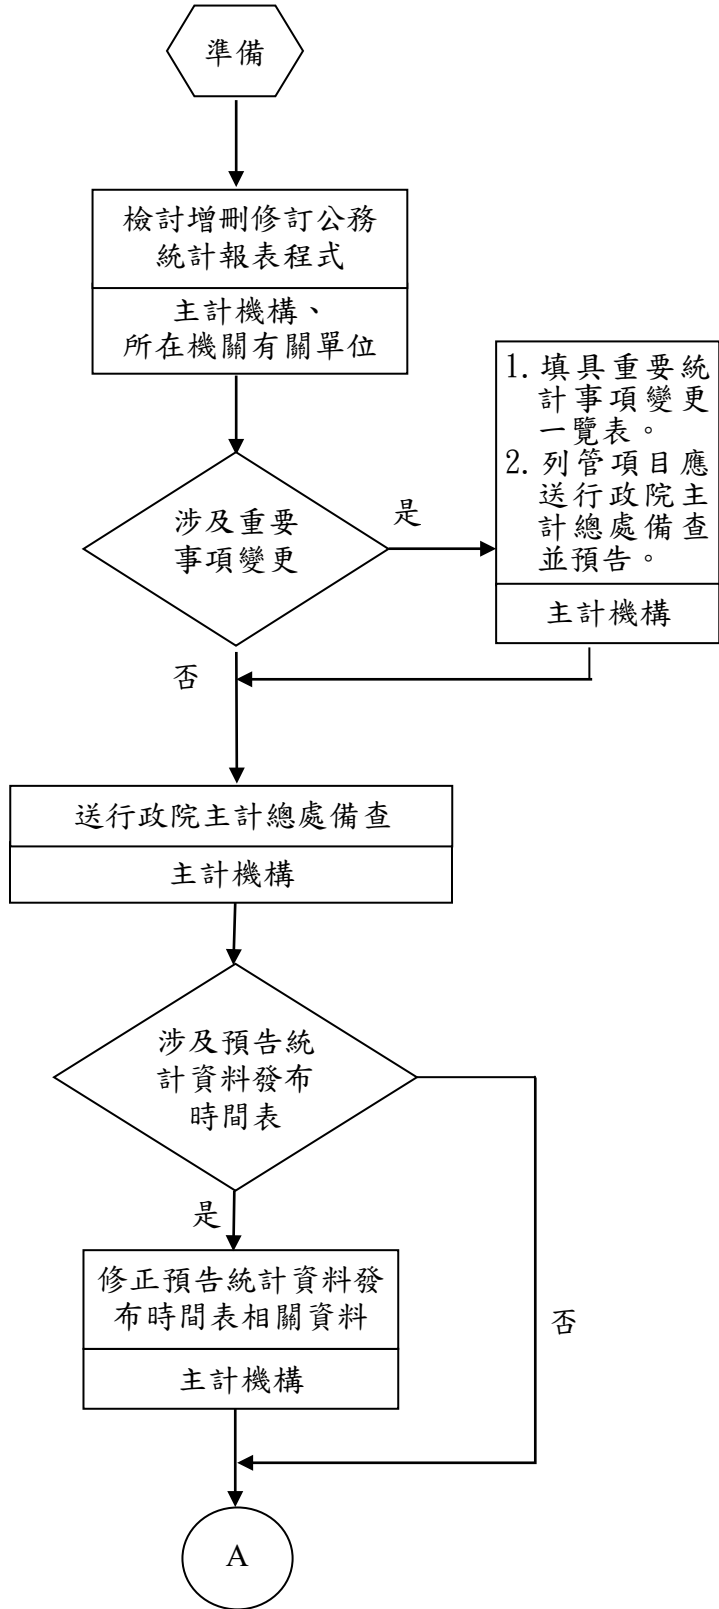 準備
檢討增刪修訂公務
統計報表程式
主計機構、
所在機關有關單位
涉及重要
事項變更
是
1. 填具重要統
計事項變更
一覽表。
2. 列管項目應
送行政院主
計總處備查
並預告。
主計機構
否
送行政院主計總處備查
主計機構
涉及預告統
計資料發布
時間表
是
修正預告統計資料發
布時間表相關資料
主計機構
否
A